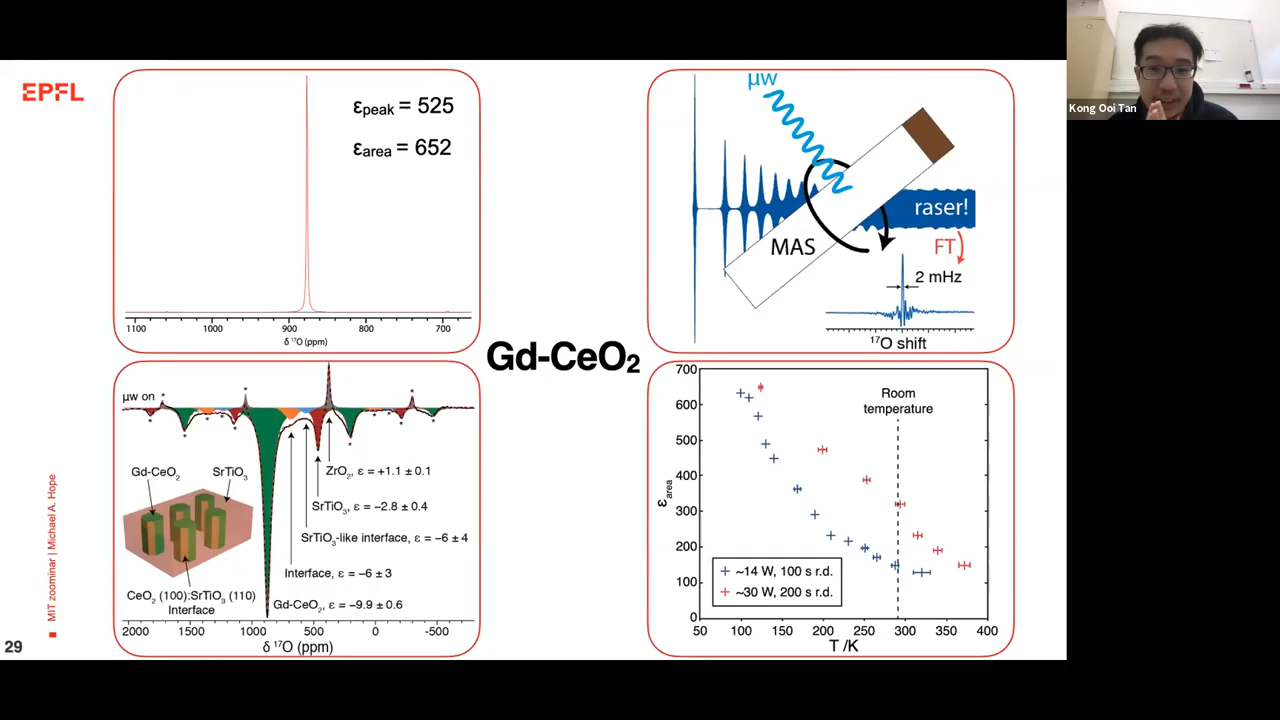 EPFL
εpeak = 525
εarea = 652
1100 1000 900 800 700
δ ¹⁷O (ppm)
μw
raser!
MAS
FT
2 mHz
¹⁷O shift
Kong Ooi Tan
Gd-CeO₂
μw on
* * * * * * * * * * * * *
Gd-CeO₂
SrTiO₃
ZrO₂, ε = +1.1 ± 0.1
SrTiO₃, ε = −2.8 ± 0.4
SrTiO₃-like interface, ε = −6 ± 4
Interface, ε = −6 ± 3
CeO₂ (100):SrTiO₃ (110)
Interface
Gd-CeO₂, ε = −9.9 ± 0.6
2000 1500 1000 500 0 -500
δ ¹⁷O (ppm)
700
600
500
400
300
200
100
0
εarea
Room
temperature
~14 W, 100 s r.d.
~30 W, 200 s r.d.
50 100 150 200 250 300 350 400
T /K
MIT zoominar | Michael A. Hope
29